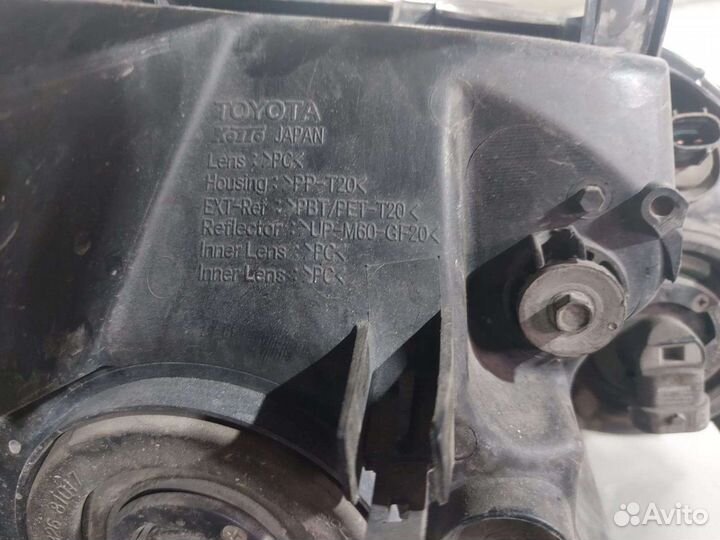 TOYOTA
Koito JAPAN
Lens:>PC<
Housing:>PP-T20<
EXT-Ref:>PBT/PET-T20<
Reflector:>UP-M60-GF20<
Inner Lens:>PC<
Inner Lens:>PC<
Avito